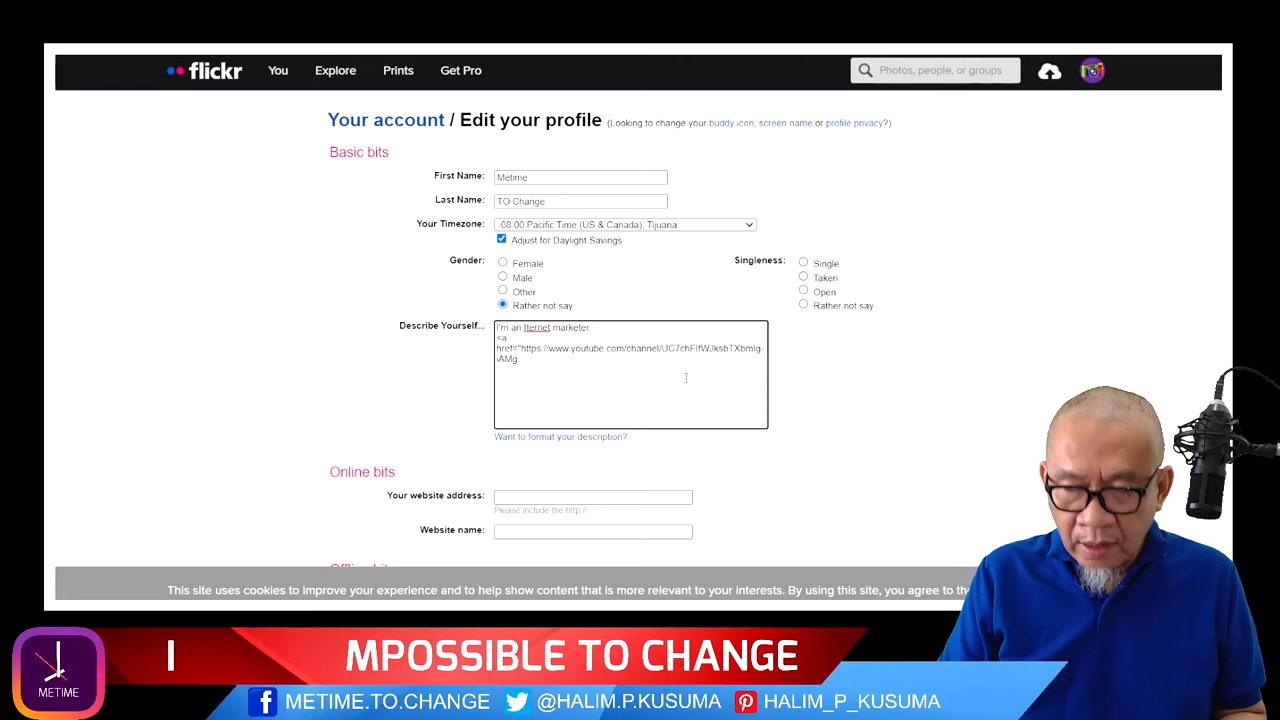 flickr You Explore Prints Get Pro Photos, people, or groups
Your account / Edit your profile (Looking to change your buddy icon, screen name or profile privacy?)
Basic bits
First Name: Metime
Last Name: TO Change
Your Timezone: -08:00 Pacific Time (US & Canada), Tijuana
Adjust for Daylight Savings
Gender: Female Singleness: Single
Male Taken
Other Open
Rather not say Rather not say
Describe Yourself... I'm an Iternet marketer
<a
href="https://www.youtube.com/channel/
Want to format your description?
Online bits
Your website address:
Please include the http://
Website name:
This site uses cookies to improve your experience and to help show content that is more relevant to your interests. By using this site, you agree to the
I MPOSSIBLE TO CHANGE
METIME
METIME.TO.CHANGE @HALIM.P.KUSUMA HALIM_P_KUSUMA